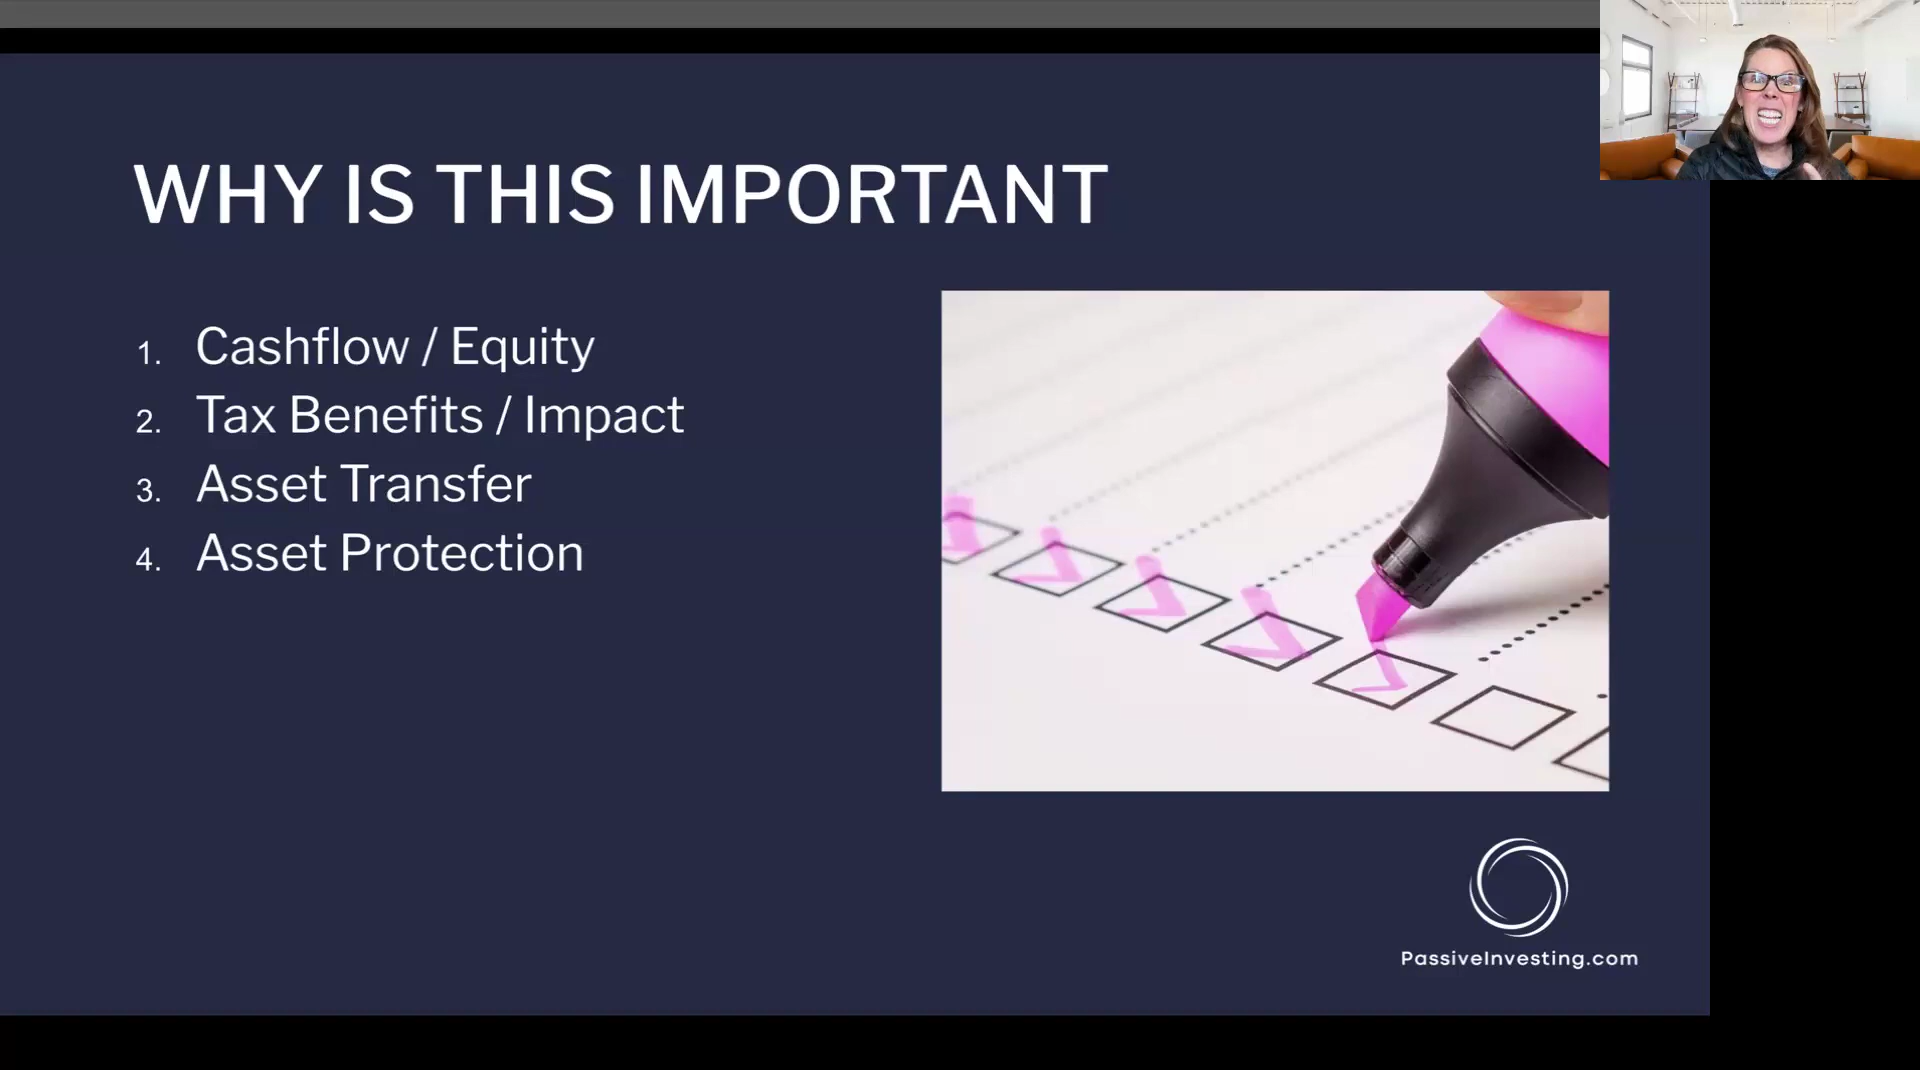 WHY IS THIS IMPORTANT
1. Cashflow / Equity
2. Tax Benefits / Impact
3. Asset Transfer
4. Asset Protection
PassiveInvesting.com